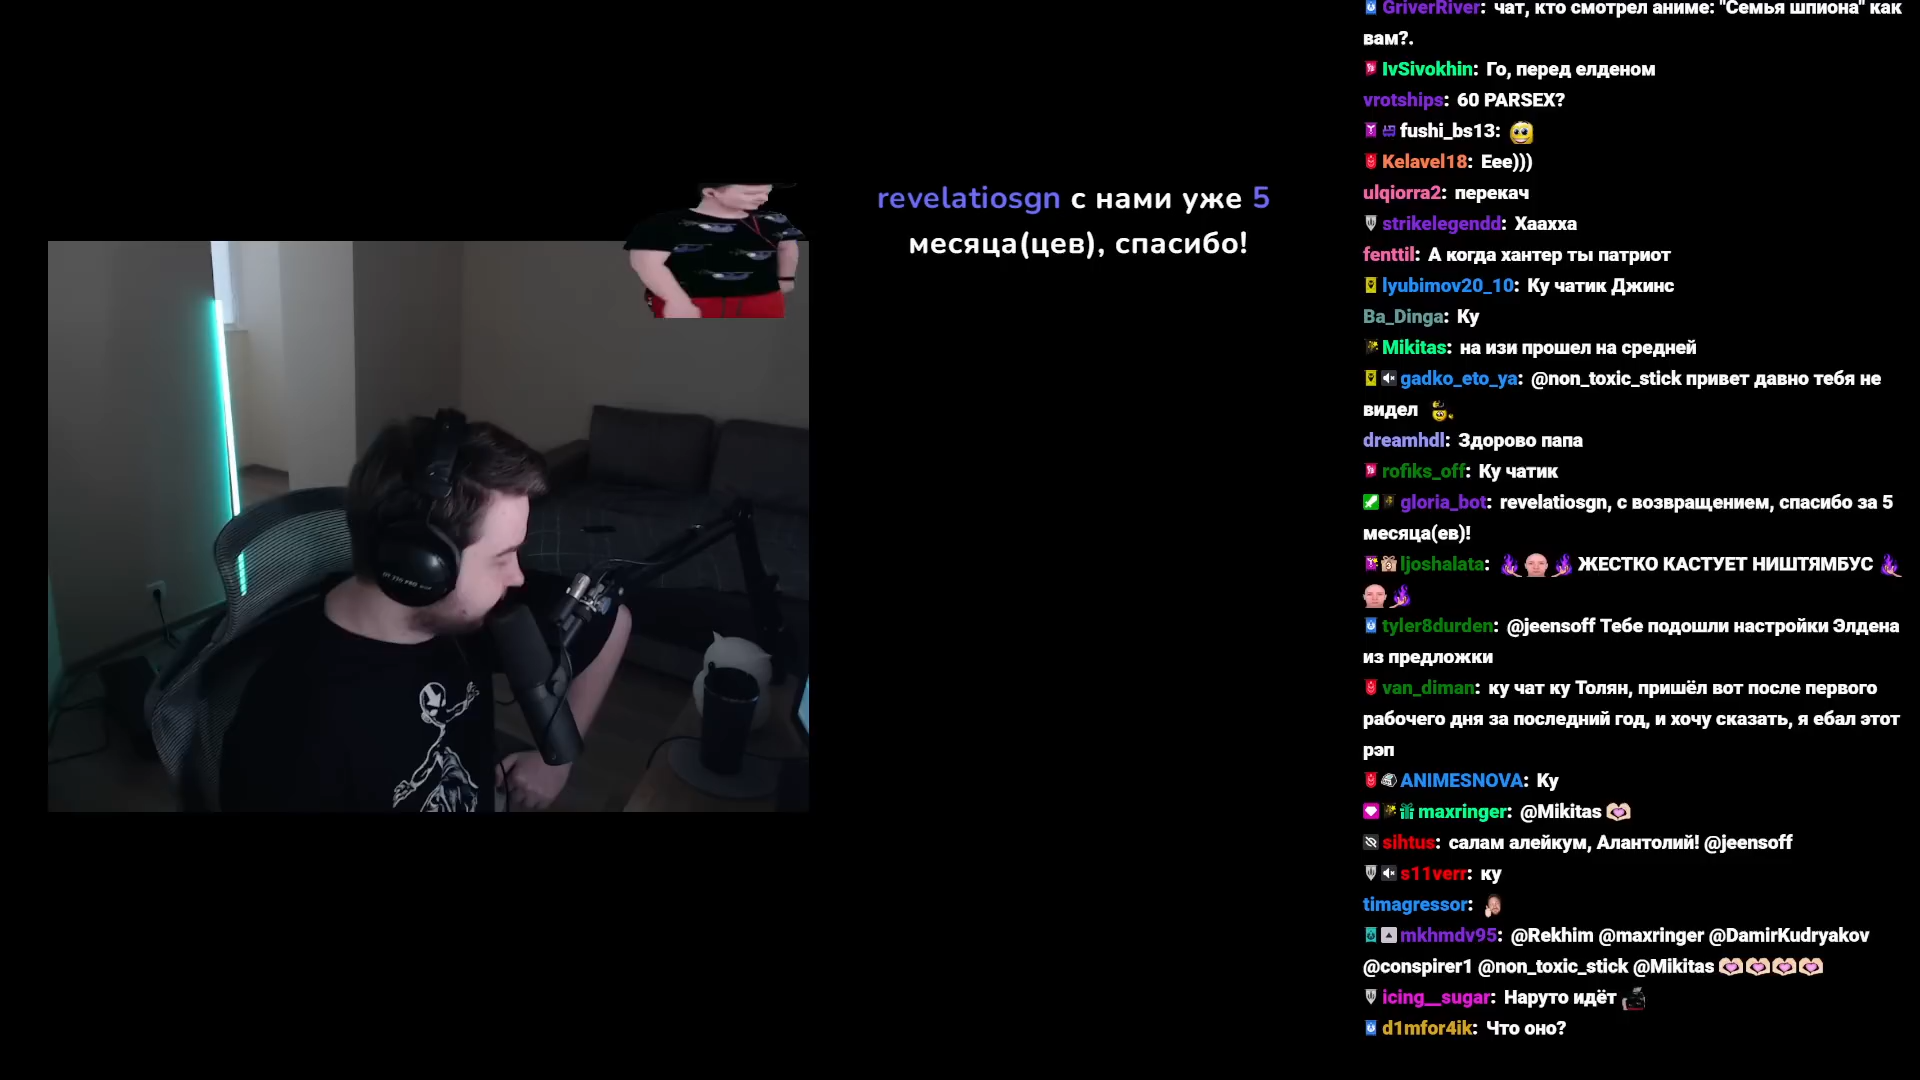 revelatiosgn с нами уже 5
месяца(цев), спасибо!
GriverRiver: чат, кто смотрел аниме: "Семья шпиона" как
вам?.
IvSivokhin: Го, перед елденом
vrotships: 60 PARSEX?
fushi_bs13:
Kelavel18: Еее)))
ulqiorra2: перекач
strikelegendd: Хаахха
fenttil: А когда хантер ты патриот
lyubimov20_10: Ку чатик Джинс
Ba_Dinga: Ку
Mikitas: на изи прошел на средней
gadko_eto_ya: @non_toxic_stick привет давно тебя не
видел
dreamhdl: Здорово папа
rofiks_off: Ку чатик
gloria_bot: revelatiosgn, с возвращением, спасибо за 5
месяца(ев)!
ljoshalata: ЖЕСТКО КАСТУЕТ НИШТЯМБУС
tyler8durden: @jeensoff Тебе подошли настройки Элдена
из предложки
van_diman: ку чат ку Толян, пришёл вот после первого
рабочего дня за последний год, и хочу сказать, я ебал этот
рэп
ANIMESNOVA: Ку
maxringer: @Mikitas
sihtus: салам алейкум, Алантолий! @jeensoff
s11verr: ку
timagressor:
mkhmdv95: @Rekhim @maxringer @DamirKudryakov
@conspirer1 @non_toxic_stick @Mikitas
icing__sugar: Наруто идёт
d1mfor4ik: Что оно?